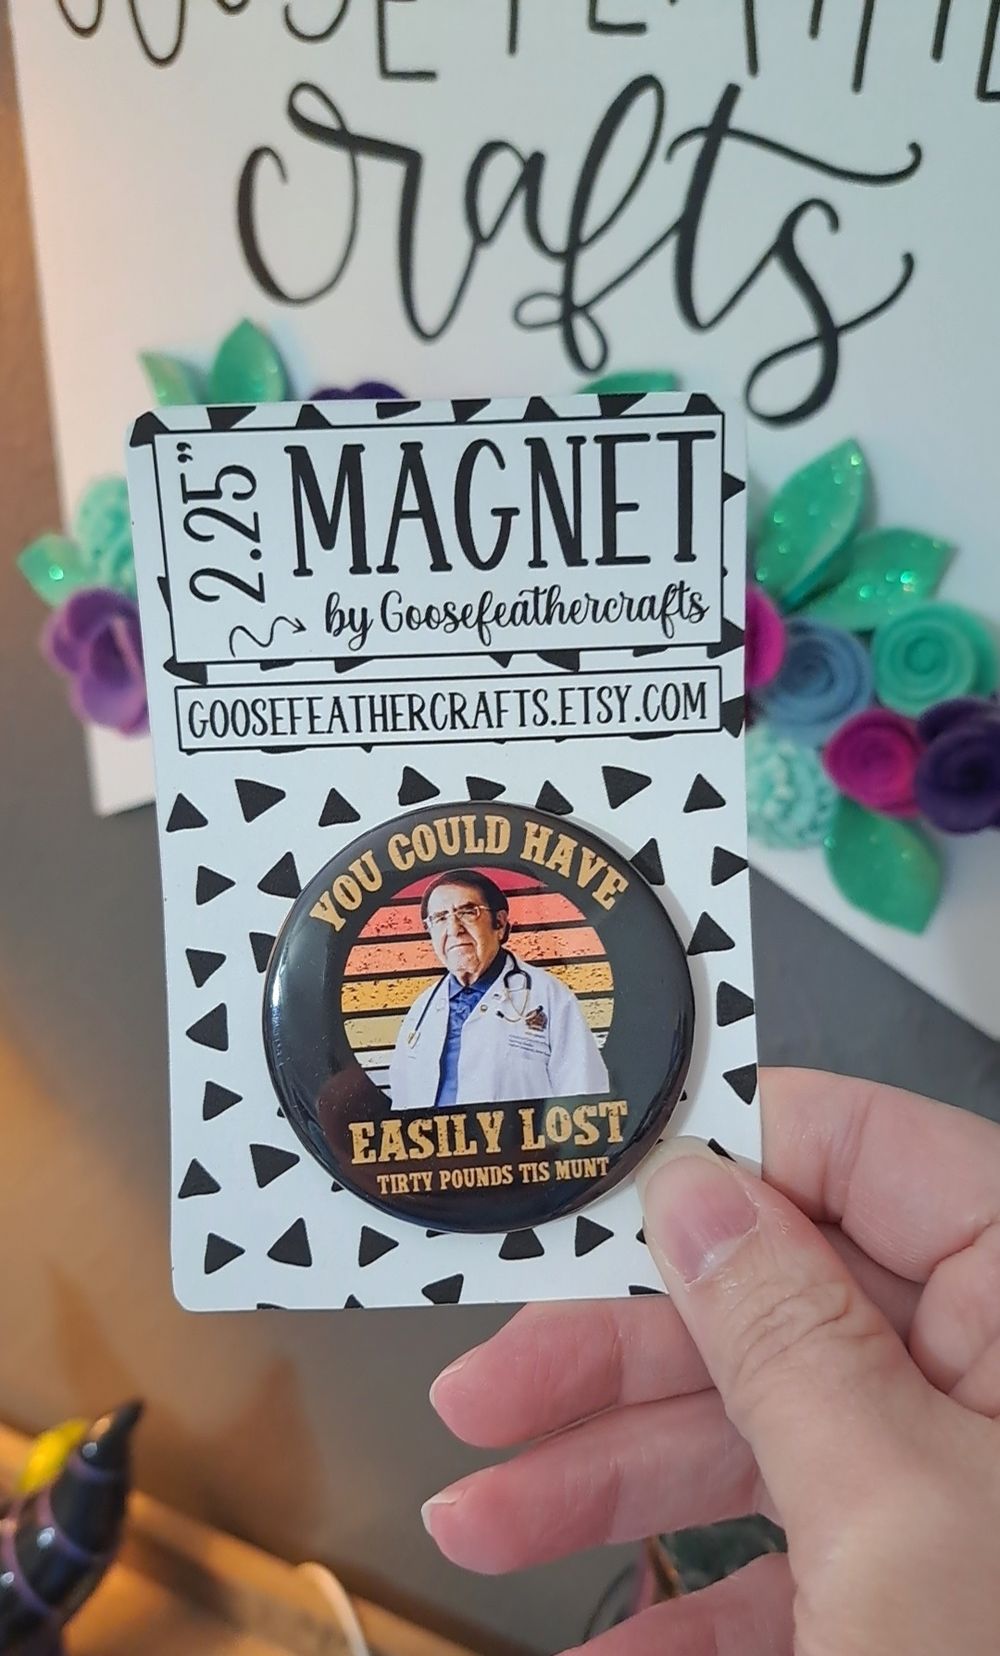 crafts
2.25"
MAGNET
by Goosefeathercrafts
GOOSEFEATHERCRAFTS.ETSY.COM
YOU COULD HAVE
EASILY LOST
TIRTY POUNDS TIS MUNT